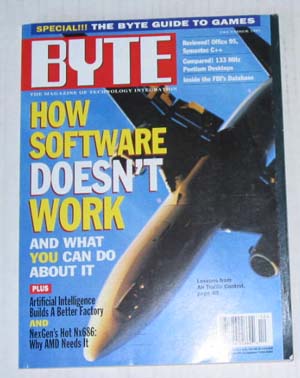 SPECIAL!!! THE BYTE GUIDE TO GAMES
DECEMBER 1995
BYTE
THE MAGAZINE OF TECHNOLOGY INTEGRATION
Reviewed! Office 95,
Symantec C++
Compared! 133 MHz
Pentium Desktops
Inside the FBI's Database
HOW
SOFTWARE
DOESN'T
WORK
AND WHAT
YOU CAN DO
ABOUT IT
PLUS
Artificial Intelligence
Builds A Better Factory
AND
NexGen's Hot Nx686:
Why AMD Needs It
Lessons from
Air Traffic Control,